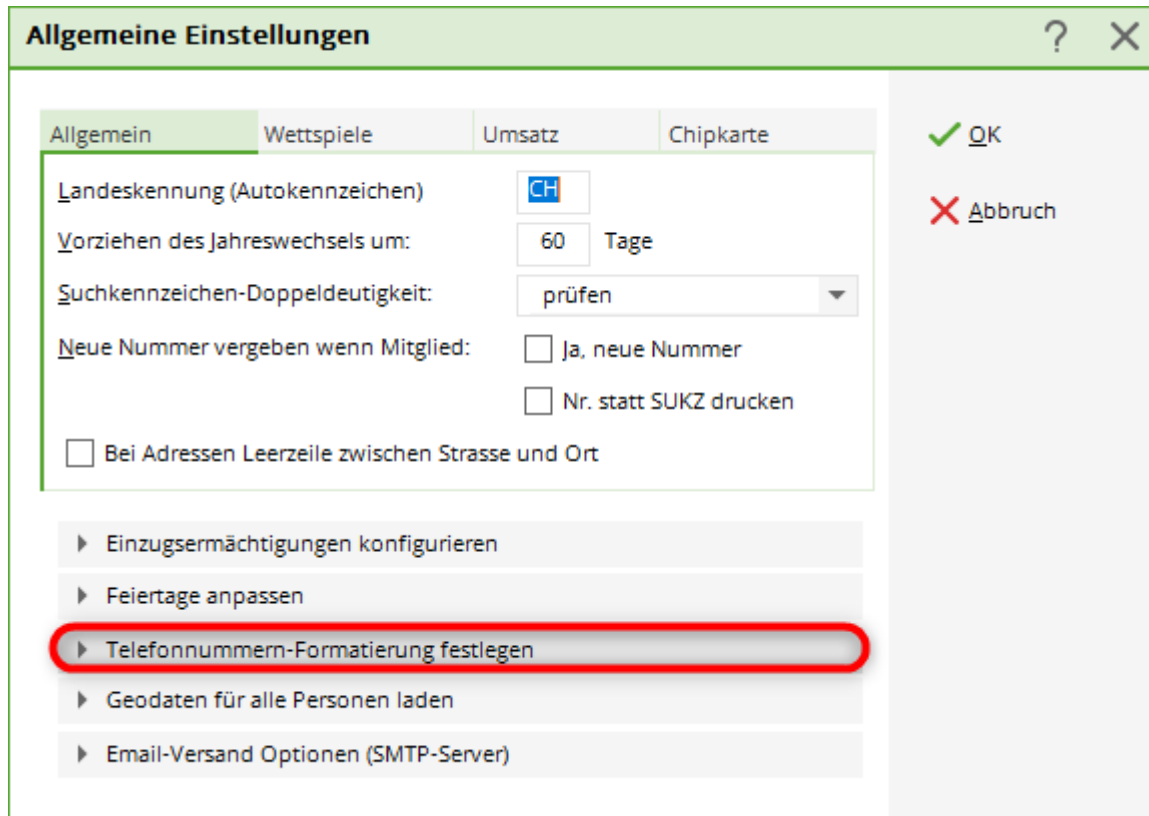 Allgemeine Einstellungen
Allgemein Wettspiele Umsatz Chipkarte
OK
Abbruch
Landeskennung (Autokennzeichen) CH
Vorziehen des Jahreswechsels um: 60 Tage
Suchkennzeichen-Doppeldeutigkeit: prüfen
Neue Nummer vergeben wenn Mitglied: Ja, neue Nummer
Nr. statt SUKZ drucken
Bei Adressen Leerzeile zwischen Strasse und Ort
Einzugsermächtigungen konfigurieren
Feiertage anpassen
Telefonnummern-Formatierung festlegen
Geodaten für alle Personen laden
Email-Versand Optionen (SMTP-Server)